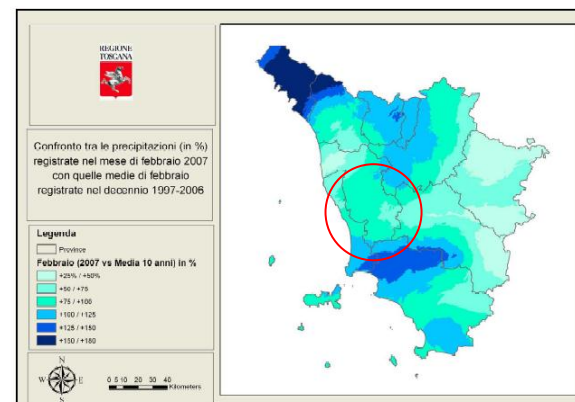 REGIONE
TOSCANA
Confronto tra le precipitazioni (in %)
registrate nel mese di febbraio 2007
con quelle medie di febbraio
registrate nel decennio 1997-2006
Legenda
Province
Febbraio (2007 vs Media 10 anni) in %
+25% / +50%
+50 / +75
+75 / +100
+100 / +125
+125 / +150
+150 / +180
N
W E
S
0 5 10 20 30 40
Kilometers